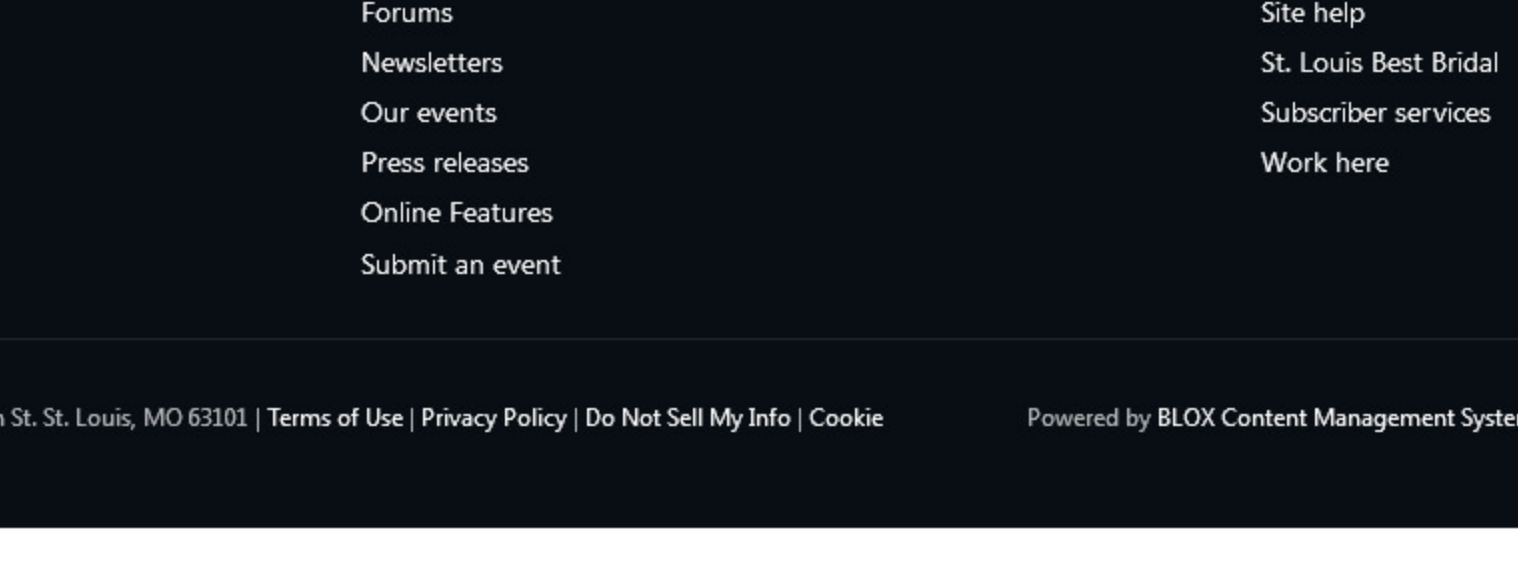 Forums
Newsletters
Our events
Press releases
Online Features
Submit an event
Site help
St. Louis Best Bridal
Subscriber services
Work here
St. St. Louis, MO 63101 | Terms of Use | Privacy Policy | Do Not Sell My Info | Cookie
Powered by BLOX Content Management